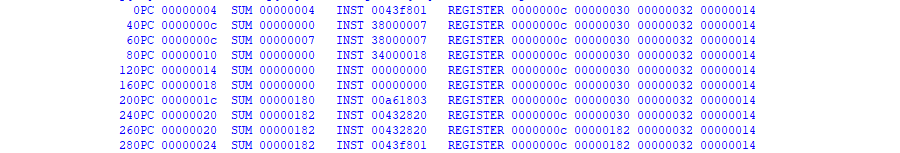 0PC 00000004 SUM 00000004 INST 0043f801 REGISTER 0000000c 00000030 00000032 00000014
40PC 0000000c SUM 00000000 INST 38000007 REGISTER 0000000c 00000030 00000032 00000014
60PC 0000000c SUM 00000007 INST 38000007 REGISTER 0000000c 00000030 00000032 00000014
80PC 00000010 SUM 00000000 INST 34000018 REGISTER 0000000c 00000030 00000032 00000014
120PC 00000014 SUM 00000000 INST 00000000 REGISTER 0000000c 00000030 00000032 00000014
160PC 00000018 SUM 00000000 INST 00000000 REGISTER 0000000c 00000030 00000032 00000014
200PC 0000001c SUM 00000180 INST 00a61803 REGISTER 0000000c 00000030 00000032 00000014
240PC 00000020 SUM 00000182 INST 00432820 REGISTER 0000000c 00000030 00000032 00000014
260PC 00000020 SUM 00000182 INST 00432820 REGISTER 0000000c 00000182 00000032 00000014
280PC 00000024 SUM 00000182 INST 0043f801 REGISTER 0000000c 00000182 00000032 00000014